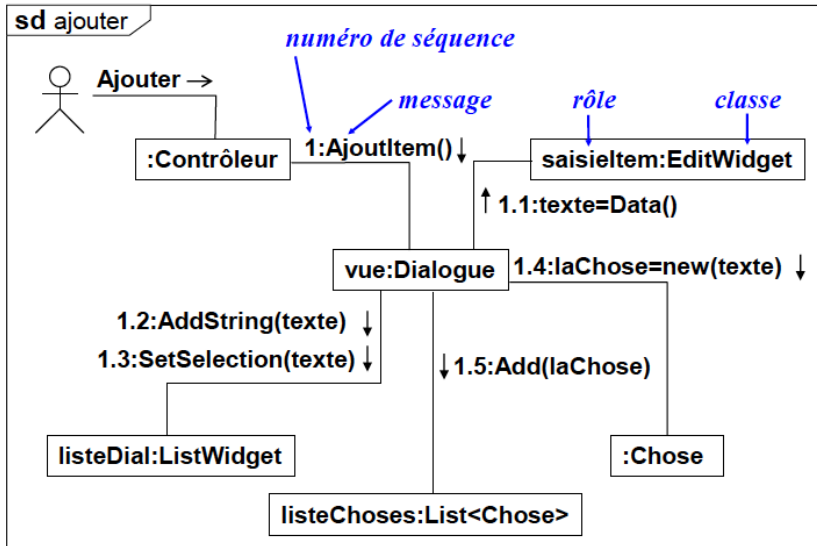 sd ajouter
numéro de séquence
Ajouter
message
rôle
classe
1:AjoutItem()
:Contrôleur
saisieItem:EditWidget
1.1:texte=Data()
vue:Dialogue
1.4:laChose=new(texte)
1.2:AddString(texte)
1.3:SetSelection(texte)
1.5:Add(laChose)
listeDial:ListWidget
:Chose
listeChoses:List<Chose>